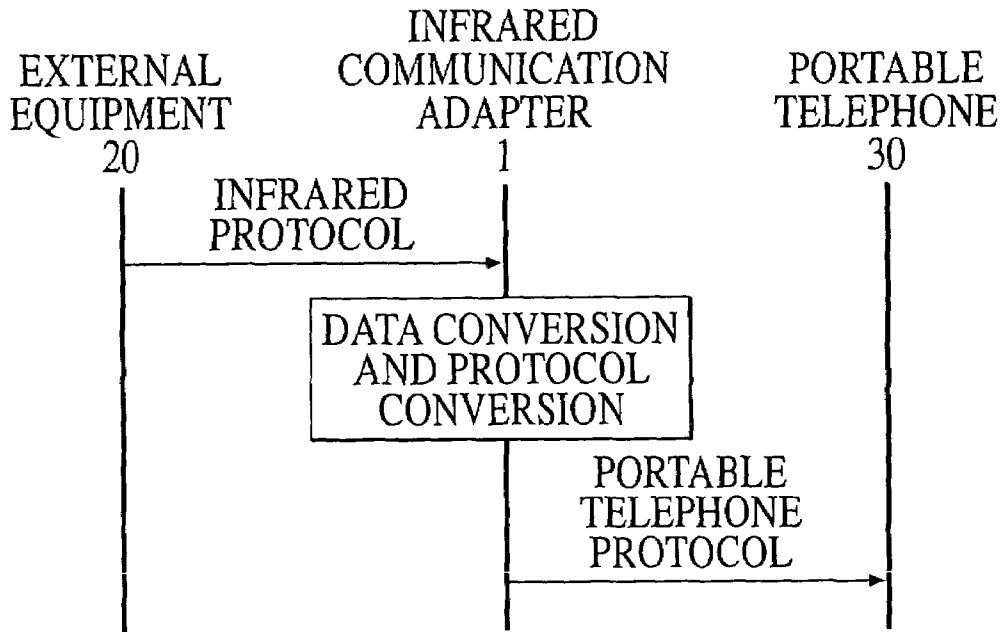 EXTERNAL
EQUIPMENT
20
INFRARED
COMMUNICATION
ADAPTER
1
PORTABLE
TELEPHONE
30
INFRARED
PROTOCOL
DATA CONVERSION
AND PROTOCOL
CONVERSION
PORTABLE
TELEPHONE
PROTOCOL